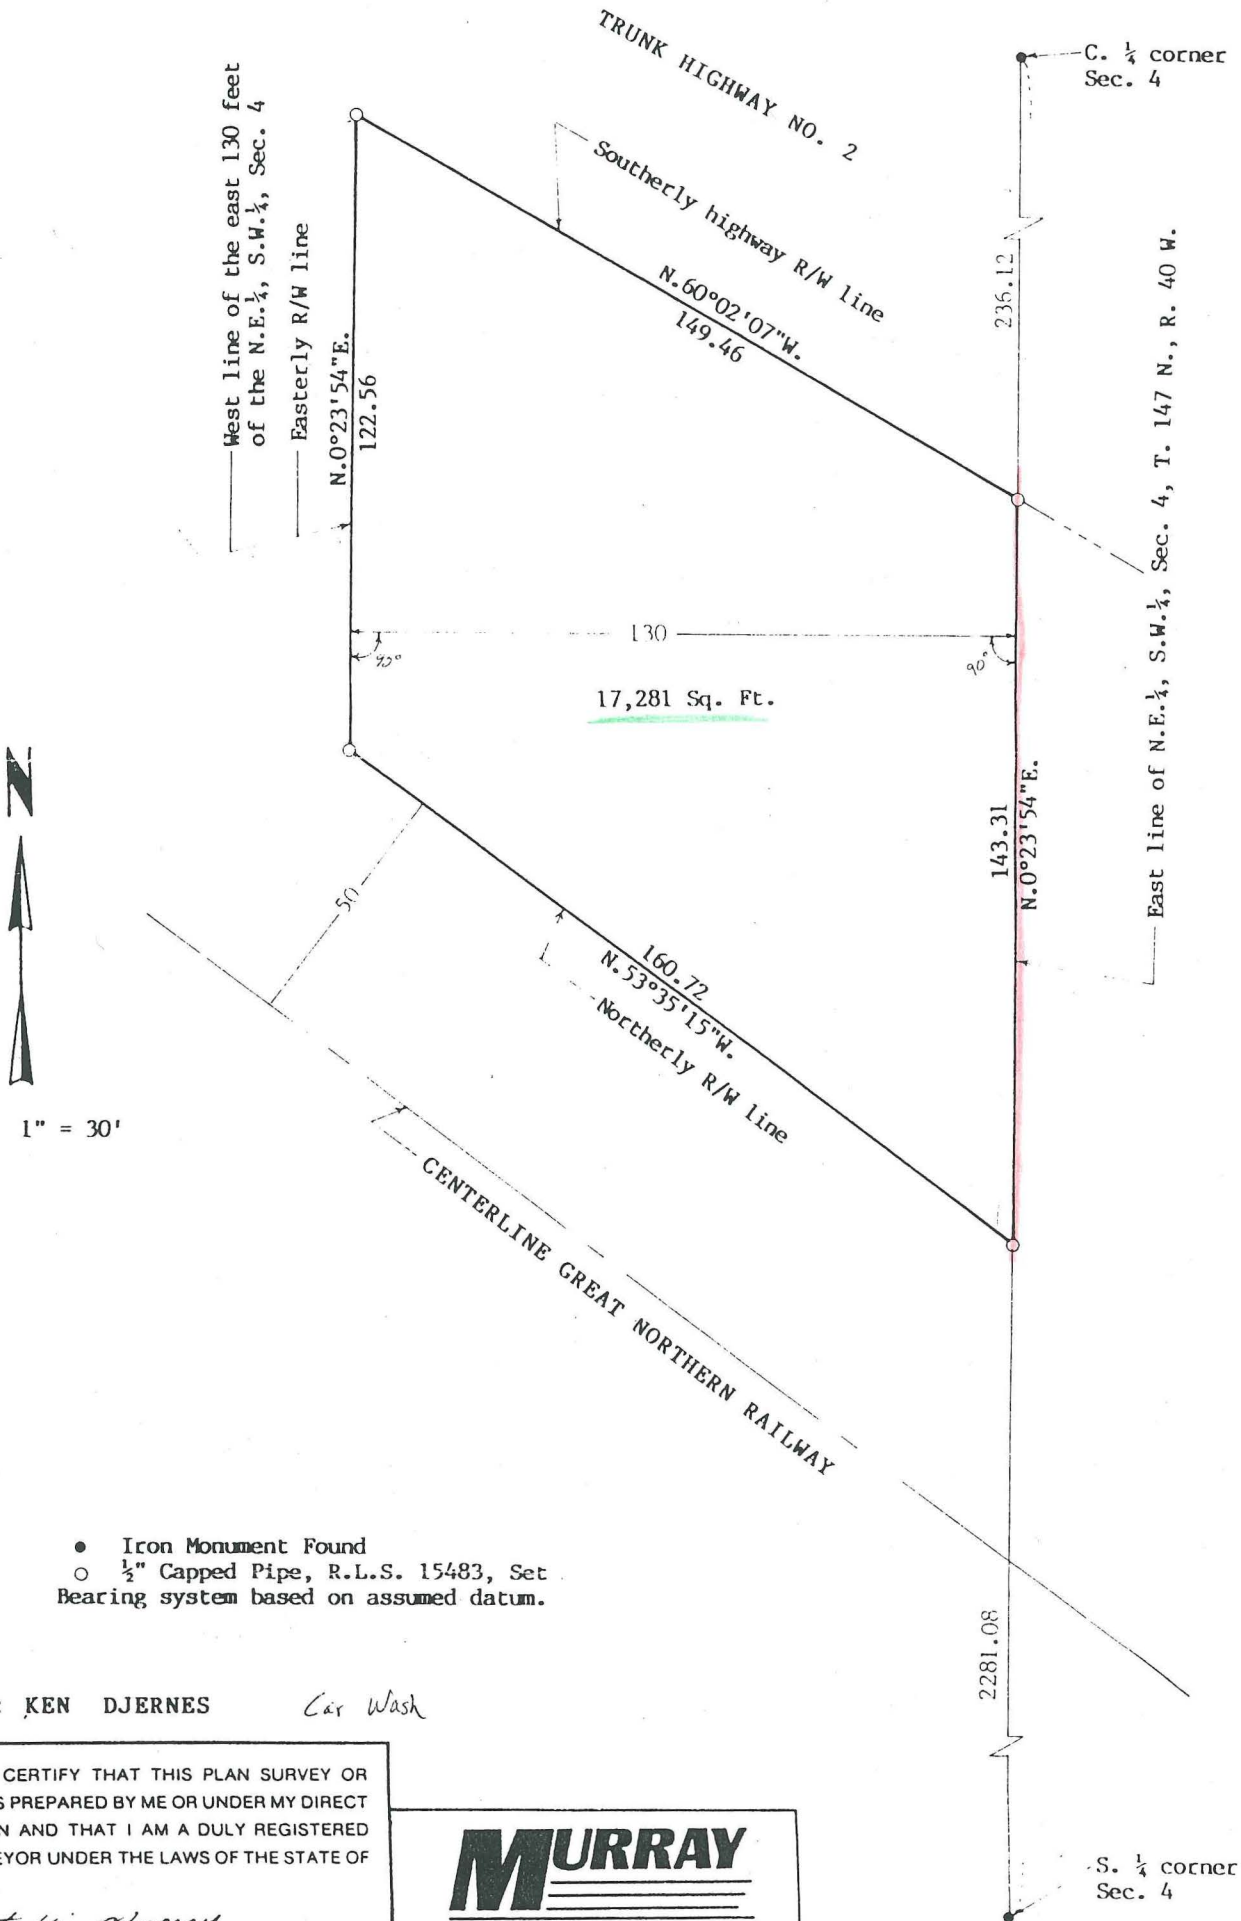 TRUNK HIGHWAY NO. 2
C. ¼ corner
Sec. 4
West line of the east 130 feet
of the N.E.¼, S.W.¼, Sec. 4
Easterly R/W line
N.0°23'54"E.
122.56
Southerly highway R/W line
N.60°02'07"W.
149.46
236.12
East line of N.E.¼, S.W.¼, Sec. 4, T. 147 N., R. 40 W.
130
90°
90°
17,281 Sq. Ft.
143.31
N.0°23'54"E.
N
50
160.72
N.53°35'15"W.
Northerly R/W line
1" = 30'
CENTERLINE GREAT NORTHERN RAILWAY
● Iron Monument Found
○ ½" Capped Pipe, R.L.S. 15483, Set
Bearing system based on assumed datum.
2281.08
KEN DJERNES Car Wash
CERTIFY THAT THIS PLAN SURVEY OR
S PREPARED BY ME OR UNDER MY DIRECT
N AND THAT I AM A DULY REGISTERED
EYOR UNDER THE LAWS OF THE STATE OF
MURRAY
S. ¼ corner
Sec. 4